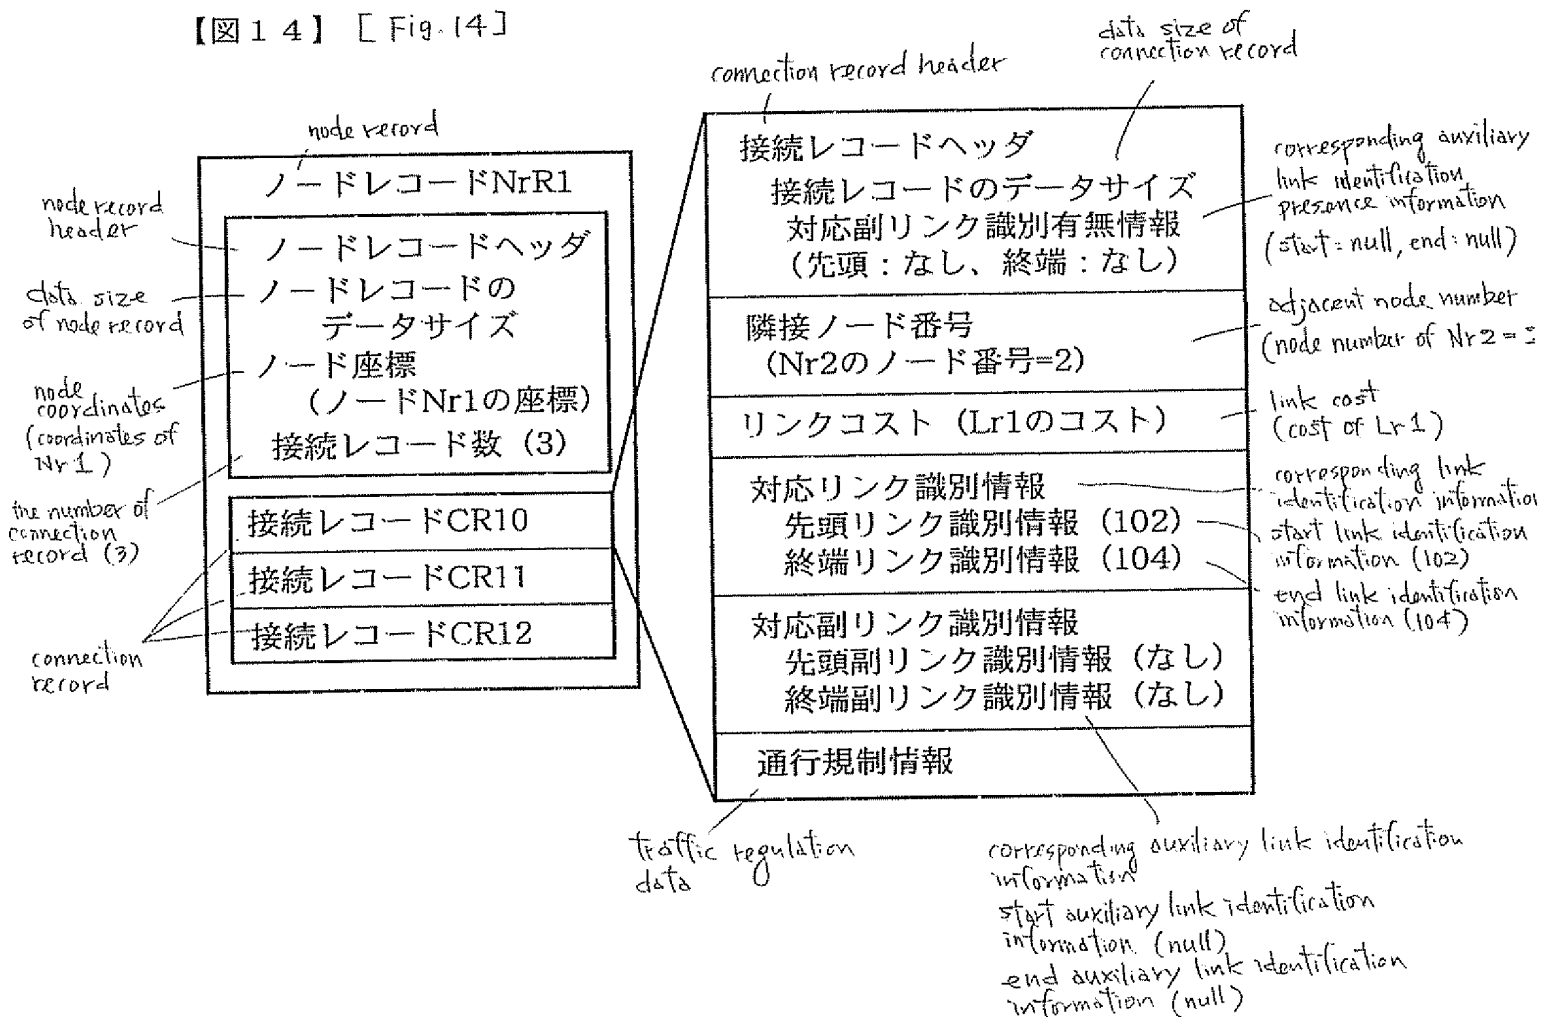 【図１４】 [Fig.14]
node record
ノードレコードNrR1
node record
header
ノードレコードヘッダ
data size
of node record
ノードレコードの
データサイズ
node
coordinates
(coordinates of
Nr1)
ノード座標
(ノードNr1の座標)
the number of
connection
record (3)
接続レコード数 (3)
connection
record
接続レコードCR10
接続レコードCR11
接続レコードCR12
connection record header
接続レコードヘッダ
data size of
connection record
接続レコードのデータサイズ
対応副リンク識別有無情報
(先頭：なし、終端：なし)
corresponding auxiliary
link identification
presence information
(start = null, end = null)
隣接ノード番号
(Nr2のノード番号=2)
adjacent node number
(node number of Nr2 =
リンクコスト (Lr1のコスト)
link cost
(cost of Lr1)
対応リンク識別情報
先頭リンク識別情報 (102)
終端リンク識別情報 (104)
corresponding link
identification information
start link identification
information (102)
end link identification
information (104)
対応副リンク識別情報
先頭副リンク識別情報 (なし)
終端副リンク識別情報 (なし)
corresponding auxiliary link identification
information
start auxiliary link identification
information (null)
end auxiliary link identification
information (null)
通行規制情報
traffic regulation
data